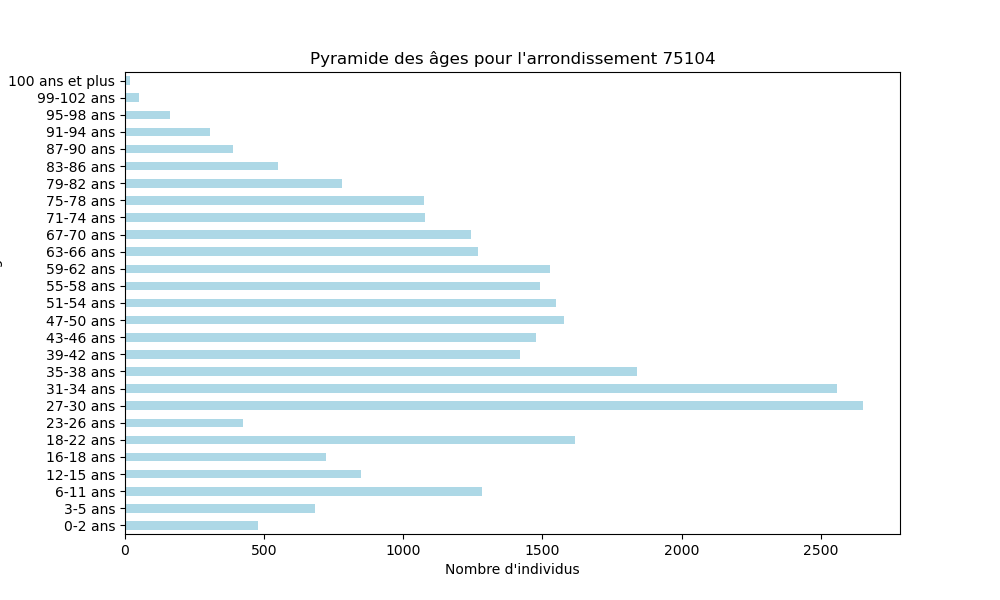 Pyramide des âges pour l'arrondissement 75104
100 ans et plus
99-102 ans
95-98 ans
91-94 ans
87-90 ans
83-86 ans
79-82 ans
75-78 ans
71-74 ans
67-70 ans
63-66 ans
59-62 ans
55-58 ans
51-54 ans
47-50 ans
43-46 ans
39-42 ans
35-38 ans
31-34 ans
27-30 ans
23-26 ans
18-22 ans
16-18 ans
12-15 ans
6-11 ans
3-5 ans
0-2 ans
0 500 1000 1500 2000 2500
Nombre d'individus